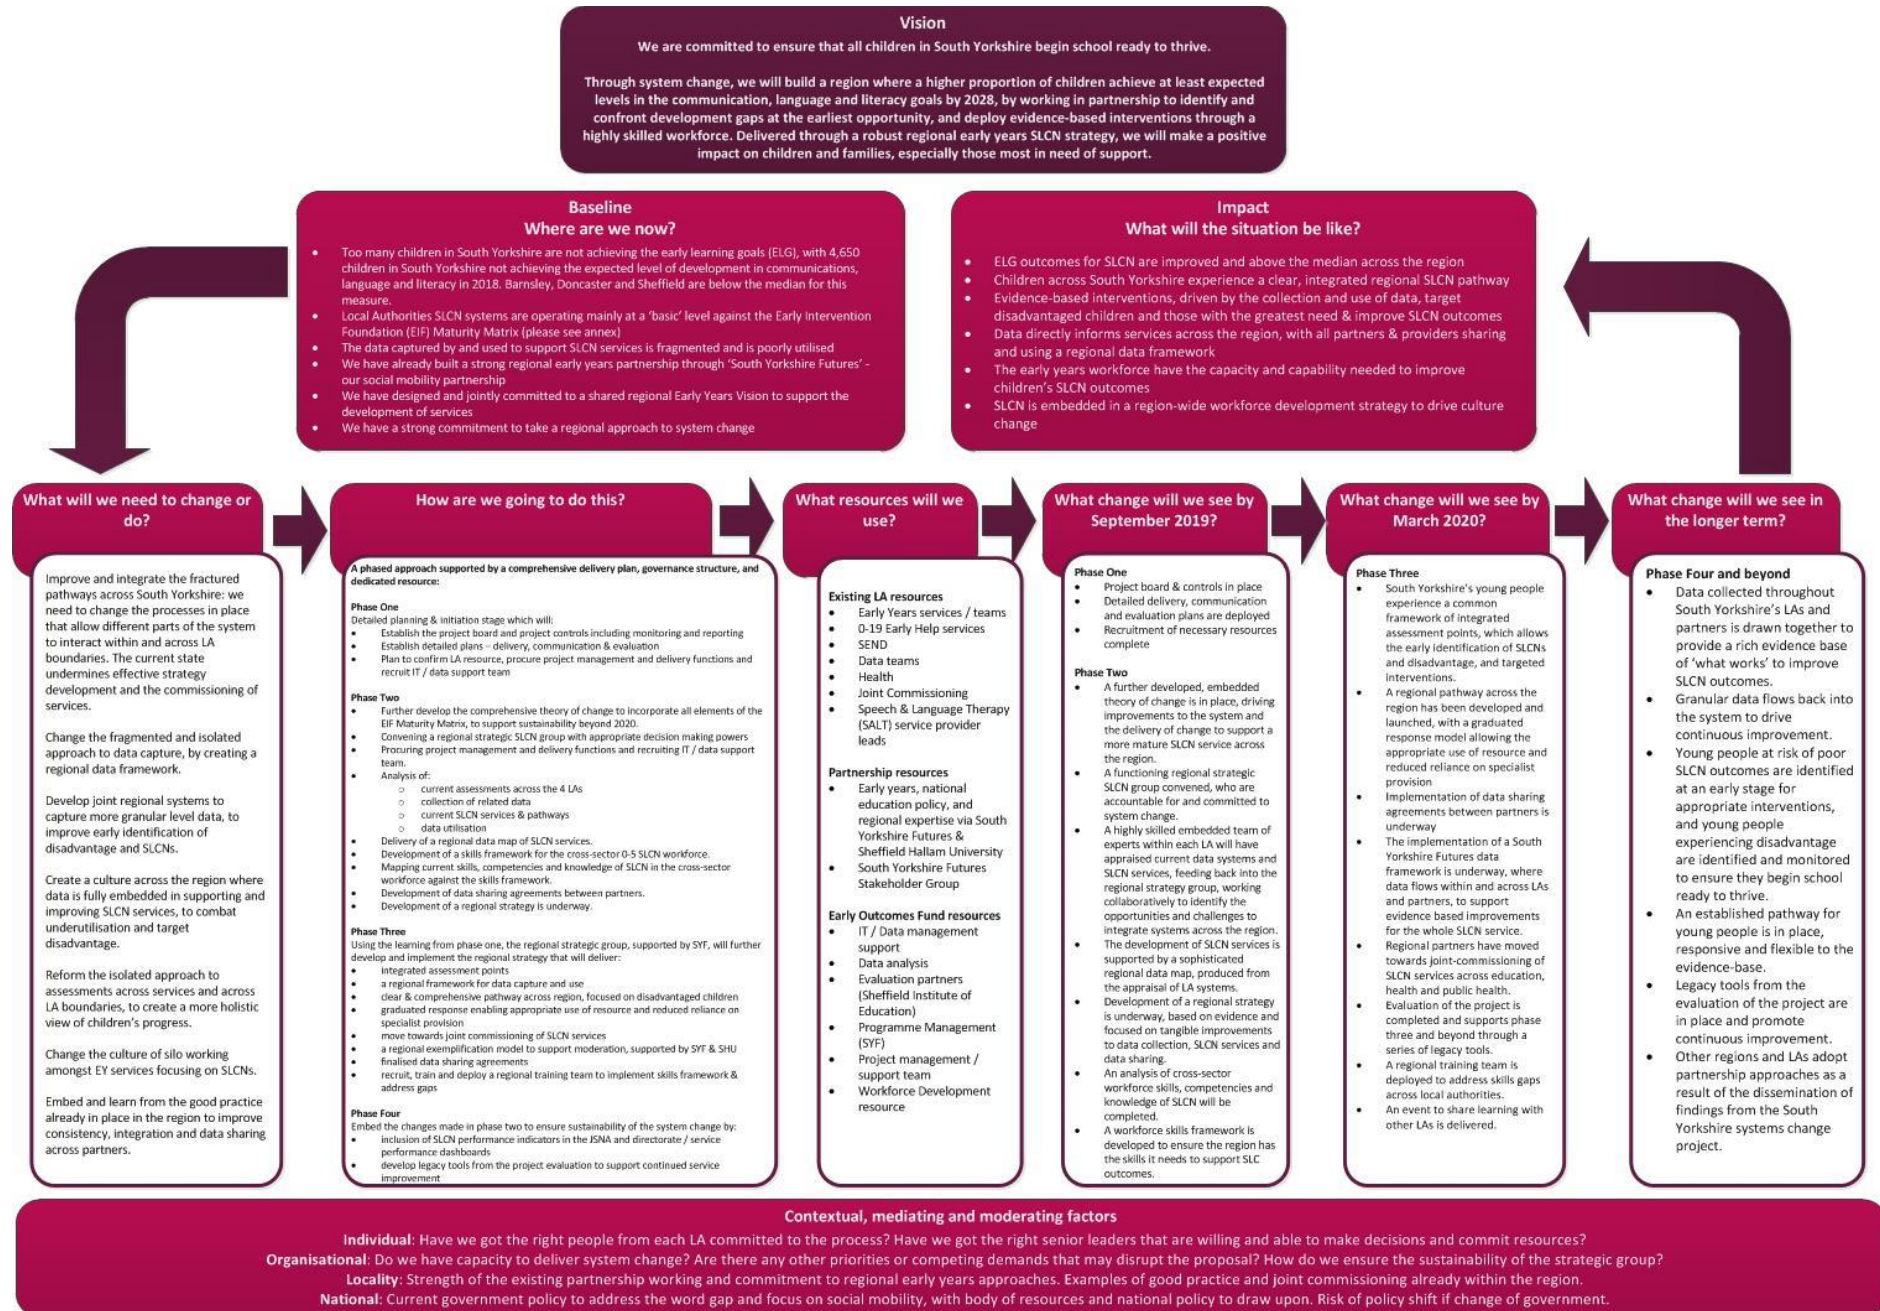 Vision
We are committed to ensure that all children in South Yorkshire begin school ready to thrive.
Through system change, we will build a region where a higher proportion of children achieve at least expected
levels in the communication, language and literacy goals by 2028, by working in partnership to identify and
confront development gaps at the earliest opportunity, and deploy evidence-based interventions through a
highly skilled workforce. Delivered through a robust regional early years SLCN strategy, we will make a positive
impact on children and families, especially those most in need of support.
Baseline
Where are we now?
• Too many children in South Yorkshire are not achieving the early learning goals (ELG), with 4,650
children in South Yorkshire not achieving the expected level of development in communications,
language and literacy in 2018. Barnsley, Doncaster and Sheffield are below the median for this
measure.
• Local Authorities SLCN systems are operating mainly at a 'basic' level against the Early Intervention
Foundation (EIF) Maturity Matrix (please see annex)
• The data captured by and used to support SLCN services is fragmented and is poorly utilised
• We have already built a strong regional early years partnership through 'South Yorkshire Futures' -
our social mobility partnership
• We have designed and jointly committed to a shared regional Early Years Vision to support the
development of services
• We have a strong commitment to take a regional approach to system change
Impact
What will the situation be like?
• ELG outcomes for SLCN are improved and above the median across the region
• Children across South Yorkshire experience a clear, integrated regional SLCN pathway
• Evidence-based interventions, driven by the collection and use of data, target
disadvantaged children and those with the greatest need & improve SLCN outcomes
• Data directly informs services across the region, with all partners & providers sharing
and using a regional data framework
• The early years workforce have the capacity and capability needed to improve
children's SLCN outcomes
• SLCN is embedded in a region-wide workforce development strategy to drive culture
change
What will we need to change or
do?
Improve and integrate the fractured
pathways across South Yorkshire: we
need to change the processes in place
that allow different parts of the system
to interact within and across LA
boundaries. The current state
undermines effective strategy
development and the commissioning of
services.
Change the fragmented and isolated
approach to data capture, by creating a
regional data framework.
Develop joint regional systems to
capture more granular level data, to
improve early identification of
disadvantage and SLCNs.
Create a culture across the region where
data is fully embedded in supporting and
improving SLCN services, to combat
underutilisation and target
disadvantage.
Reform the isolated approach to
assessments across services and across
LA boundaries, to create a more holistic
view of children's progress.
Change the culture of silo working
amongst EY services focusing on SLCNs.
Embed and learn from the good practice
already in place in the region to improve
consistency, integration and data sharing
across partners.
How are we going to do this?
A phased approach supported by a comprehensive delivery plan, governance structure, and
dedicated resource:
Phase One
Detailed planning & initiation stage which will:
• Establish the project board and project controls including monitoring and reporting
• Establish detailed plans – delivery, communication & evaluation
• Plan to confirm LA resource, procure project management and delivery functions and
recruit IT / data support team
Phase Two
• Further develop the comprehensive theory of change to incorporate all elements of the
EIF Maturity Matrix, to support sustainability beyond 2020.
• Convening a regional strategic SLCN group with appropriate decision making powers
• Procuring project management and delivery functions and recruiting IT / data support
team.
• Analysis of:
o current assessments across the 4 LAs
o collection of related data
o current SLCN services & pathways
o data utilisation
• Delivery of a regional data map of SLCN services.
• Development of a skills framework for the cross-sector 0-5 SLCN workforce.
• Mapping current skills, competencies and knowledge of SLCN in the cross-sector
workforce against the skills framework.
• Development of data sharing agreements between partners.
• Development of a regional strategy is underway.
Phase Three
Using the learning from phase one, the regional strategic group, supported by SYF, will further
develop and implement the regional strategy that will deliver:
• integrated assessment points
• a regional framework for data capture and use
• clear & comprehensive pathway across region, focused on disadvantaged children
• graduated response enabling appropriate use of resource and reduced reliance on
specialist provision
• move towards joint commissioning of SLCN services
• a regional exemplification model to support moderation, supported by SYF & SHU
• finalised data sharing agreements
• recruit, train and deploy a regional training team to implement skills framework &
address gaps
Phase Four
Embed the changes made in phase two to ensure sustainability of the system change by:
• inclusion of SLCN performance indicators in the JSNA and directorate / service
performance dashboards
• develop legacy tools from the project evaluation to support continued service
improvement
What resources will we
use?
Existing LA resources
• Early Years services / teams
• 0-19 Early Help services
• SEND
• Data teams
• Health
• Joint Commissioning
• Speech & Language Therapy
(SALT) service provider
leads
Partnership resources
• Early years, national
education policy, and
regional expertise via South
Yorkshire Futures &
Sheffield Hallam University
• South Yorkshire Futures
Stakeholder Group
Early Outcomes Fund resources
• IT / Data management
support
• Data analysis
• Evaluation partners
(Sheffield Institute of
Education)
• Programme Management
(SYF)
• Project management /
support team
• Workforce Development
resource
What change will we see by
September 2019?
Phase One
• Project board & controls in place
• Detailed delivery, communication
and evaluation plans are deployed
• Recruitment of necessary resources
complete
Phase Two
• A further developed, embedded
theory of change is in place, driving
improvements to the system and
the delivery of change to support a
more mature SLCN service across
the region.
• A functioning regional strategic
SLCN group convened, who are
accountable for and committed to
system change.
• A highly skilled embedded team of
experts within each LA will have
appraised current data systems and
SLCN services, feeding back into the
regional strategy group, working
collaboratively to identify the
opportunities and challenges to
integrate systems across the region.
• The development of SLCN services is
supported by a sophisticated
regional data map, produced from
the appraisal of LA systems.
• Development of a regional strategy
is underway, based on evidence and
focused on tangible improvements
to data collection, SLCN services and
data sharing.
• An analysis of cross-sector
workforce skills, competencies and
knowledge of SLCN will be
completed.
• A workforce skills framework is
developed to ensure the region has
the skills it needs to support SLC
outcomes.
What change will we see by
March 2020?
Phase Three
• South Yorkshire's young people
experience a common
framework of integrated
assessment points, which allows
the early identification of SLCNs
and disadvantage, and targeted
interventions.
• A regional pathway across the
region has been developed and
launched, with a graduated
response model allowing the
appropriate use of resource and
reduced reliance on specialist
provision
• Implementation of data sharing
agreements between partners is
underway
• The implementation of a South
Yorkshire Futures data
framework is underway, where
data flows within and across LAs
and partners, to support
evidence based improvements
for the whole SLCN service.
• Regional partners have moved
towards joint-commissioning of
SLCN services across education,
health and public health.
• Evaluation of the project is
completed and supports phase
three and beyond through a
series of legacy tools.
• A regional training team is
deployed to address skills gaps
across local authorities.
• An event to share learning with
other LAs is delivered.
What change will we see in
the longer term?
Phase Four and beyond
• Data collected throughout
South Yorkshire's LAs and
partners is drawn together to
provide a rich evidence base
of 'what works' to improve
SLCN outcomes.
• Granular data flows back into
the system to drive
continuous improvement.
• Young people at risk of poor
SLCN outcomes are identified
at an early stage for
appropriate interventions,
and young people
experiencing disadvantage
are identified and monitored
to ensure they begin school
ready to thrive.
• An established pathway for
young people is in place,
responsive and flexible to the
evidence-base.
• Legacy tools from the
evaluation of the project are
in place and promote
continuous improvement.
• Other regions and LAs adopt
partnership approaches as a
result of the dissemination of
findings from the South
Yorkshire systems change
project.
Contextual, mediating and moderating factors
Individual: Have we got the right people from each LA committed to the process? Have we got the right senior leaders that are willing and able to make decisions and commit resources?
Organisational: Do we have capacity to deliver system change? Are there any other priorities or competing demands that may disrupt the proposal? How do we ensure the sustainability of the strategic group?
Locality: Strength of the existing partnership working and commitment to regional early years approaches. Examples of good practice and joint commissioning already within the region.
National: Current government policy to address the word gap and focus on social mobility, with body of resources and national policy to draw upon. Risk of policy shift if change of government.